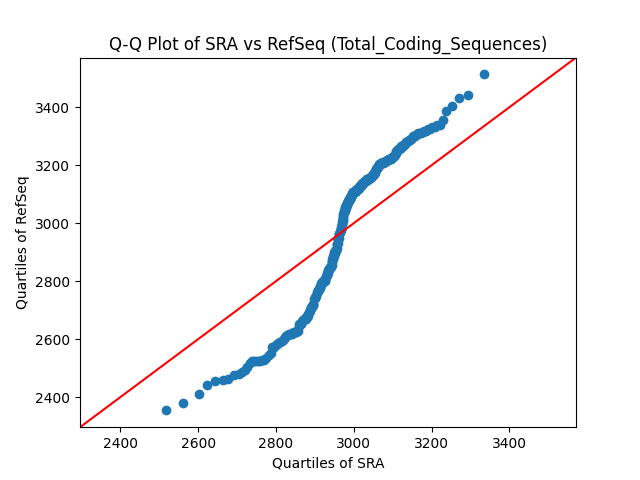 Q-Q Plot of SRA vs RefSeq (Total_Coding_Sequences)
Quartiles of RefSeq
3400
3200
3000
2800
2600
2400
2400 2600 2800 3000 3200 3400
Quartiles of SRA